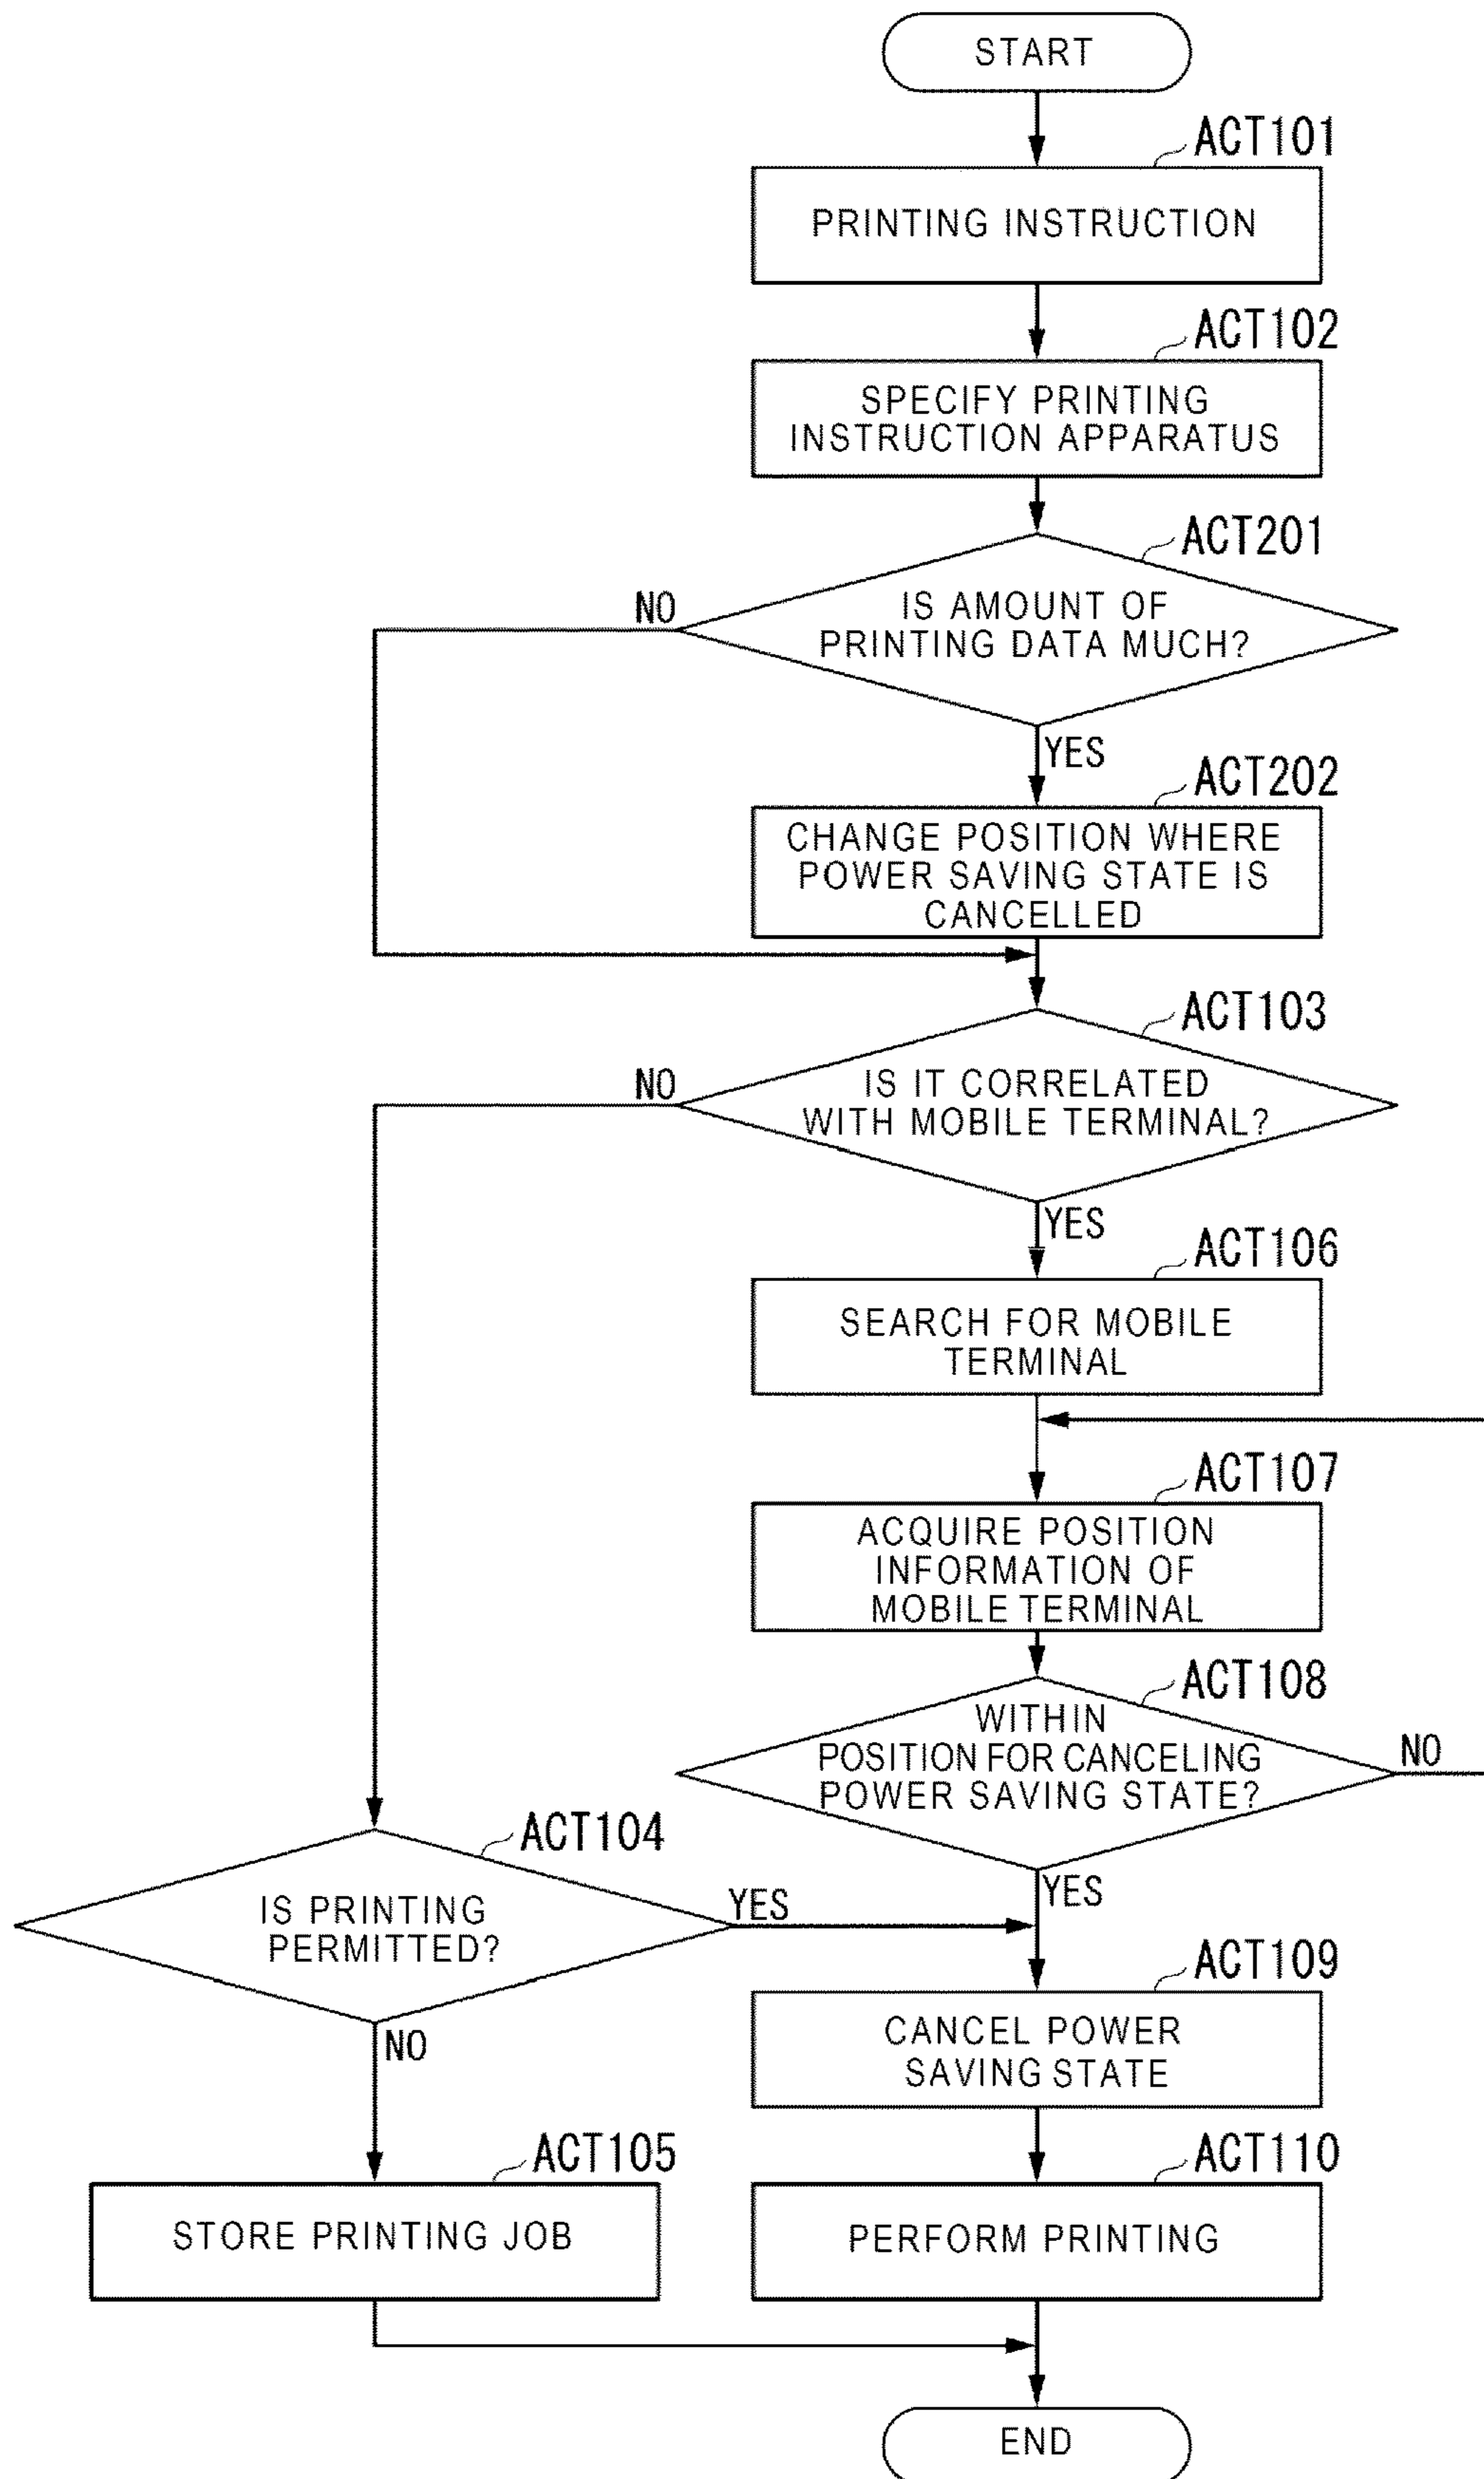 START
ACT101
PRINTING INSTRUCTION
ACT102
SPECIFY PRINTING
INSTRUCTION APPARATUS
ACT201
NO
IS AMOUNT OF
PRINTING DATA MUCH?
YES
ACT202
CHANGE POSITION WHERE
POWER SAVING STATE IS
CANCELLED
ACT103
NO
IS IT CORRELATED
WITH MOBILE TERMINAL?
YES
ACT106
SEARCH FOR MOBILE
TERMINAL
ACT107
ACQUIRE POSITION
INFORMATION OF
MOBILE TERMINAL
ACT108
WITHIN
POSITION FOR CANCELING
POWER SAVING STATE?
NO
YES
ACT104
IS PRINTING
PERMITTED?
YES
NO
ACT109
CANCEL POWER
SAVING STATE
ACT105
STORE PRINTING JOB
ACT110
PERFORM PRINTING
END